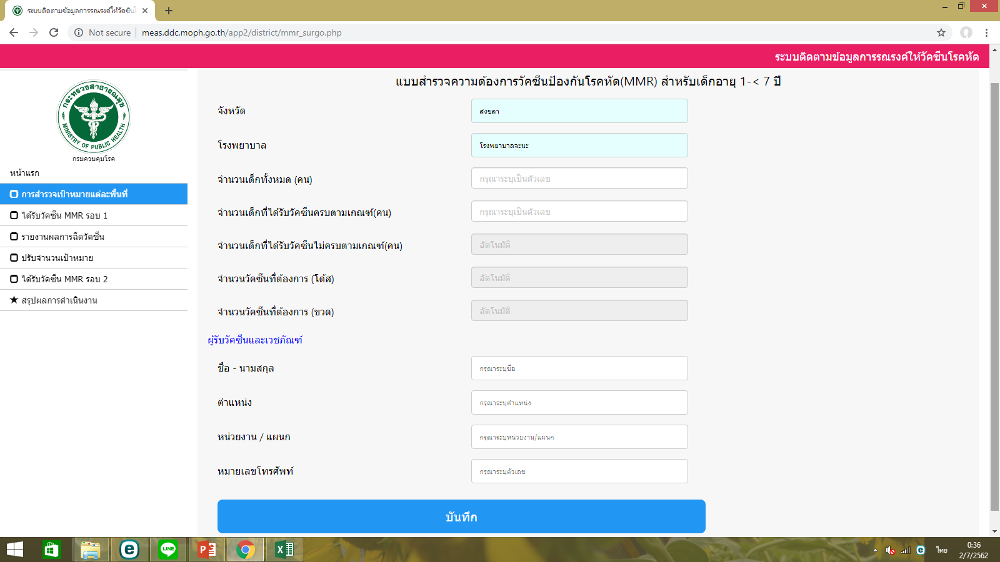 ระบบติดตามข้อมูลการรณรงค์ให้วัคซีนโ
Not secure
meas.ddc.moph.go.th/app2/district/mmr_surgo.php
ระบบติดตามข้อมูลการรณรงค์ให้วัคซีนโรคหัด
กระทรวงสาธารณสุข
MINISTRY OF PUBLIC HEALTH
กรมควบคุมโรค
หน้าแรก
การสำรวจเป้าหมายแต่ละพื้นที่
ได้รับวัคซีน MMR รอบ 1
รายงานผลการฉีดวัคซีน
ปรับจำนวนเป้าหมาย
ได้รับวัคซีน MMR รอบ 2
สรุปผลการดำเนินงาน
แบบสำรวจความต้องการวัคซีนป้องกันโรคหัด(MMR) สำหรับเด็กอายุ 1-< 7 ปี
จังหวัด
สงขลา
โรงพยาบาล
โรงพยาบาลจะนะ
จำนวนเด็กทั้งหมด (คน)
กรุณาระบุเป็นตัวเลข
จำนวนเด็กที่ได้รับวัคซีนครบตามเกณฑ์(คน)
กรุณาระบุเป็นตัวเลข
จำนวนเด็กที่ได้รับวัคซีนไม่ครบตามเกณฑ์(คน)
อัตโนมัติ
จำนวนวัคซีนที่ต้องการ (โด้ส)
อัตโนมัติ
จำนวนวัคซีนที่ต้องการ (ขวด)
อัตโนมัติ
ผู้รับวัคซีนและเวชภัณฑ์
ชื่อ - นามสกุล
กรุณาระบุชื่อ
ตำแหน่ง
กรุณาระบุตำแหน่ง
หน่วยงาน / แผนก
กรุณาระบุหน่วยงาน/แผนก
หมายเลขโทรศัพท์
กรุณาระบุตัวเลข
บันทึก
LINE
ไทย
0:36
2/7/2562